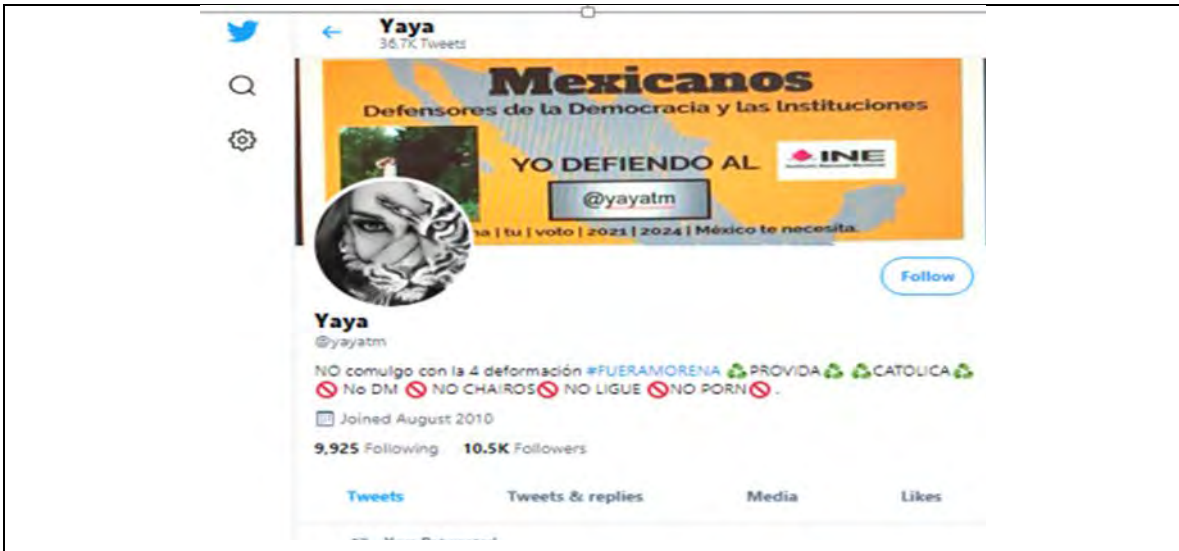 Yaya
36.7K Tweets
Mexicanos
Defensores de la Democracia y las Instituciones
YO DEFIENDO AL
INE
@yayatm
tu | voto | 2021 | 2024 | México te necesita.
Follow
Yaya
@yayatm
NO comulgo con la 4 deformación #FUERAMORENA ♻PROVIDA♻ ♻CATOLICA♻
🚫 No DM 🚫 NO CHAIROS🚫 NO LIGUE 🚫NO PORN🚫 .
Joined August 2010
9,925 Following 10.5K Followers
Tweets Tweets & replies Media Likes